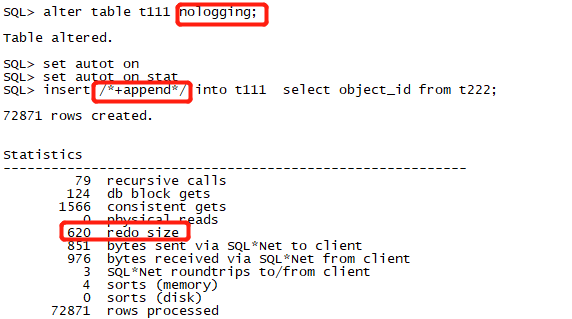 SQL> alter table t111 nologging;
Table altered.
SQL> set autot on
SQL> set autot on stat
SQL> insert /*+append*/ into t111  select object_id from t222;
72871 rows created.
Statistics
----------------------------------------------------------
79  recursive calls
124  db block gets
1566  consistent gets
0  physical reads
620  redo size
851  bytes sent via SQL*Net to client
976  bytes received via SQL*Net from client
3  SQL*Net roundtrips to/from client
4  sorts (memory)
0  sorts (disk)
72871  rows processed